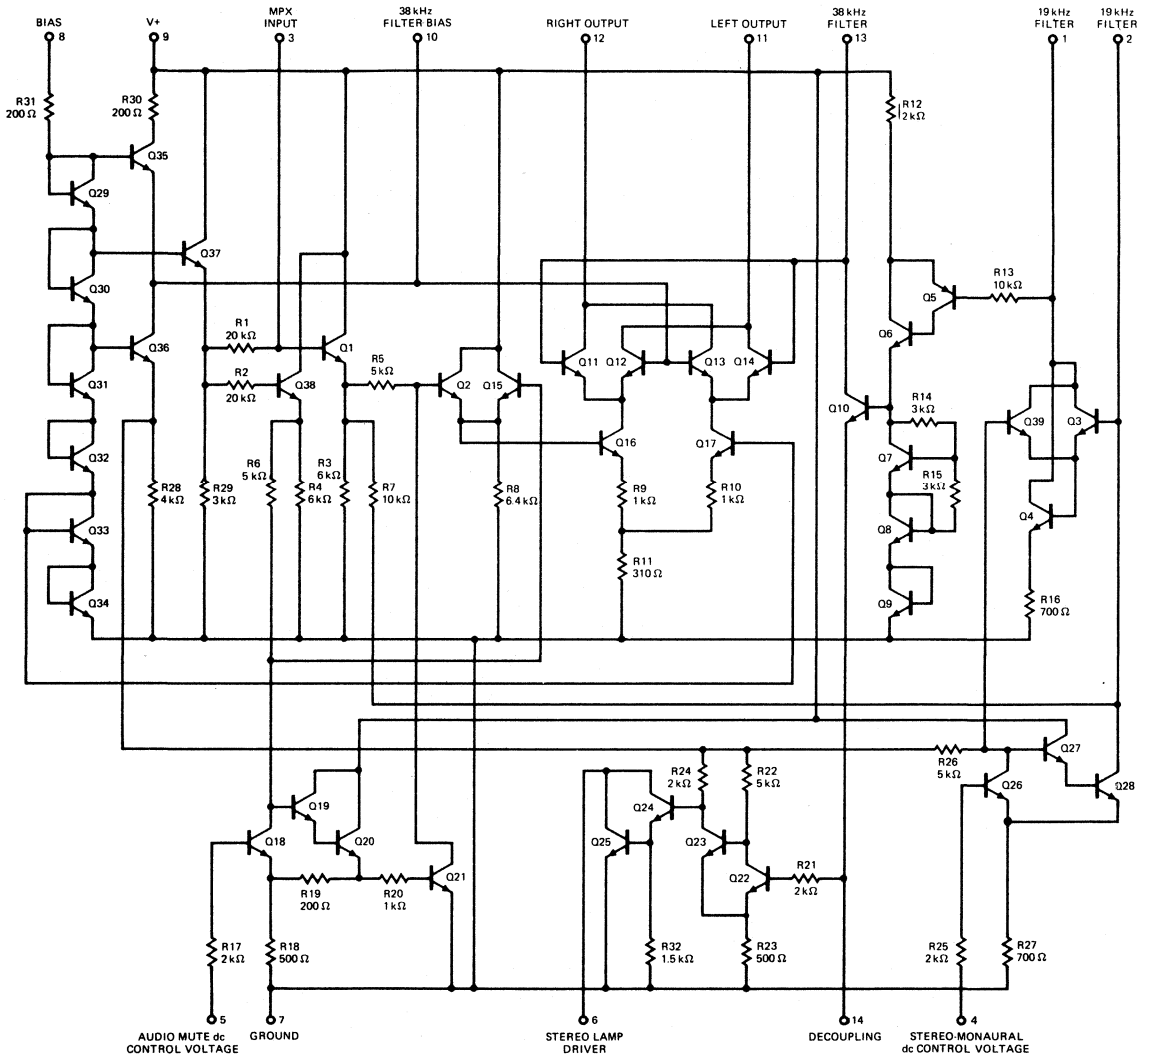 BIAS
8
V+
9
MPX
INPUT
3
38 kHz
FILTER BIAS
10
RIGHT OUTPUT
12
LEFT OUTPUT
11
38 kHz
FILTER
13
19 kHz
FILTER
1
19 kHz
FILTER
2
R31
200 Ω
R30
200 Ω
R12
2 kΩ
Q35
Q29
Q37
Q30
R13
10 kΩ
Q5
Q6
R1
20 kΩ
Q36
Q1
R5
5 kΩ
Q11
Q12
Q13
Q14
Q31
R2
20 kΩ
Q38
Q2
Q15
Q10
R14
3 kΩ
Q39
Q3
Q32
Q16
Q17
Q7
R6
5 kΩ
R3
6 kΩ
R15
3 kΩ
R28
4 kΩ
R29
3 kΩ
R4
6 kΩ
R7
10 kΩ
R8
6.4 kΩ
R9
1 kΩ
R10
1 kΩ
Q33
Q8
Q4
R11
310 Ω
Q34
Q9
R16
700 Ω
R26
5 kΩ
Q27
R24
2 kΩ
R22
5 kΩ
Q26
Q28
Q19
Q24
Q18
Q20
Q25
Q23
Q21
Q22
R21
2 kΩ
R19
200 Ω
R20
1 kΩ
R17
2 kΩ
R18
500 Ω
R32
1.5 kΩ
R23
500 Ω
R25
2 kΩ
R27
700 Ω
5
AUDIO MUTE dc
CONTROL VOLTAGE
7
GROUND
6
STEREO LAMP
DRIVER
14
DECOUPLING
4
STEREO-MONAURAL
dc CONTROL VOLTAGE